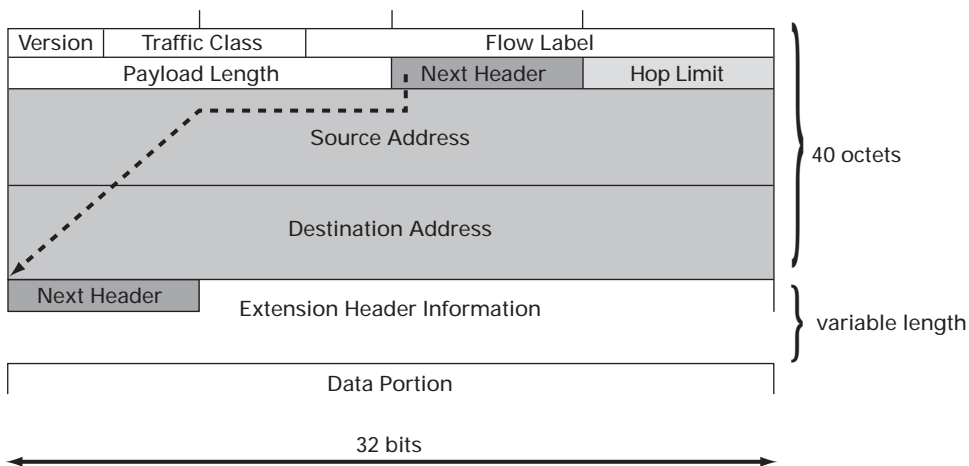 Version Traffic Class Flow Label
Payload Length Next Header Hop Limit
Source Address
40 octets
Destination Address
Next Header
Extension Header Information
variable length
Data Portion
32 bits